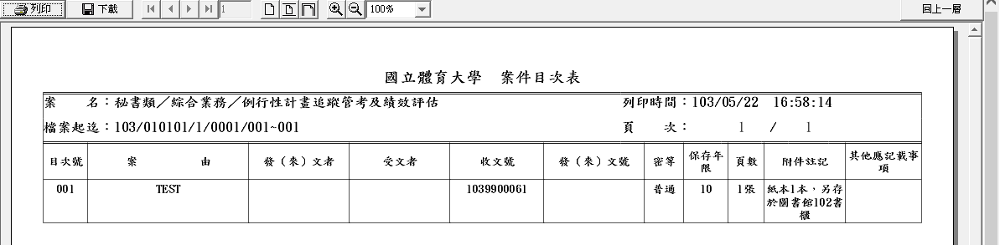 列印 下載 1 100% 回上一層
國立體育大學 案件目次表
案 名：秘書類／綜合業務／例行性計畫追蹤管考及績效評估 列印時間：103/05/22 16:58:14
檔案起迄：103/010101/1/0001/001~001 頁 次： 1 / 1
目次號 案 由 發（來）文者 受文者 收文號 發（來）文號 密等 保存年限 頁數 附件註記 其他應記載事項
001 TEST 1039900061 普通 10 1張 紙本1本，另存
於圖書館102書
櫃